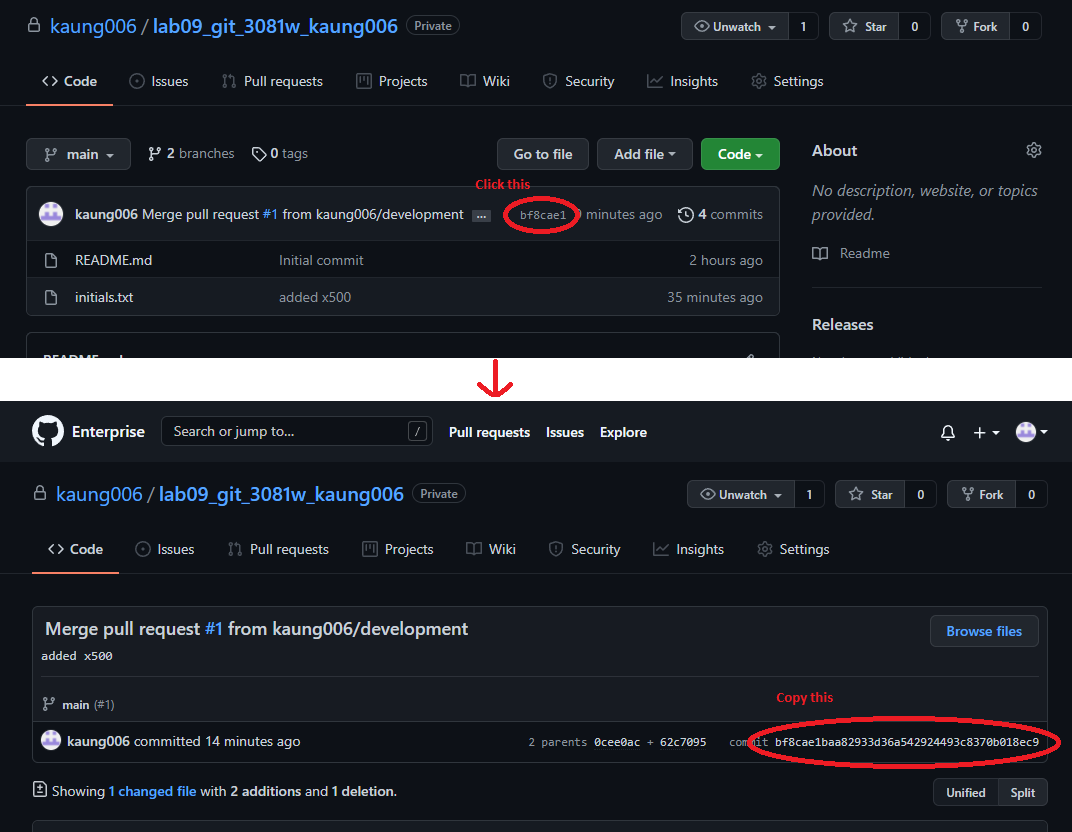 kaung006 / lab09_git_3081w_kaung006 Private Unwatch 1 Star 0 Fork 0
Code Issues Pull requests Projects Wiki Security Insights Settings
main 2 branches 0 tags Go to file Add file Code About
Click this
No description, website, or topics
provided.
kaung006 Merge pull request #1 from kaung006/development ... bf8cae1 minutes ago 4 commits
README.md Initial commit 2 hours ago
Readme
initials.txt added x500 35 minutes ago
Releases
README.md
Enterprise Search or jump to... / Pull requests Issues Explore
kaung006 / lab09_git_3081w_kaung006 Private Unwatch 1 Star 0 Fork 0
Code Issues Pull requests Projects Wiki Security Insights Settings
Merge pull request #1 from kaung006/development Browse files
added x500
main (#1)
Copy this
kaung006 committed 14 minutes ago 2 parents 0cee0ac + 62c7095 commit bf8cae1baa82933d36a542924493c8370b018ec9
Showing 1 changed file with 2 additions and 1 deletion. Unified Split